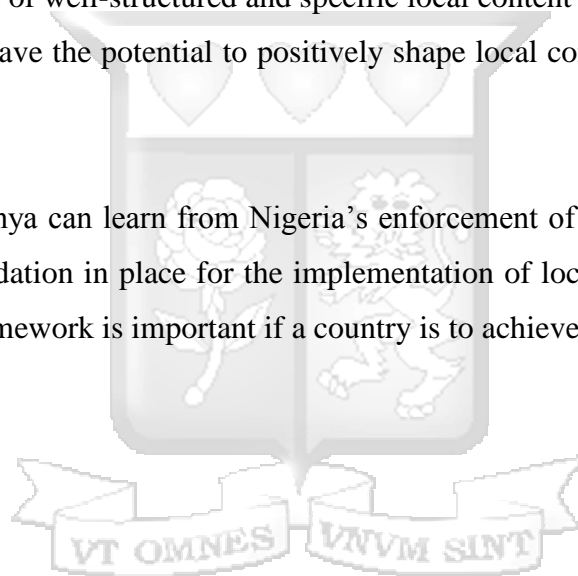 of well-structured and specific local content
ave the potential to positively shape local co
nya can learn from Nigeria’s enforcement of
dation in place for the implementation of loc
mework is important if a country is to achieve
VT OMNES VNVM SINT